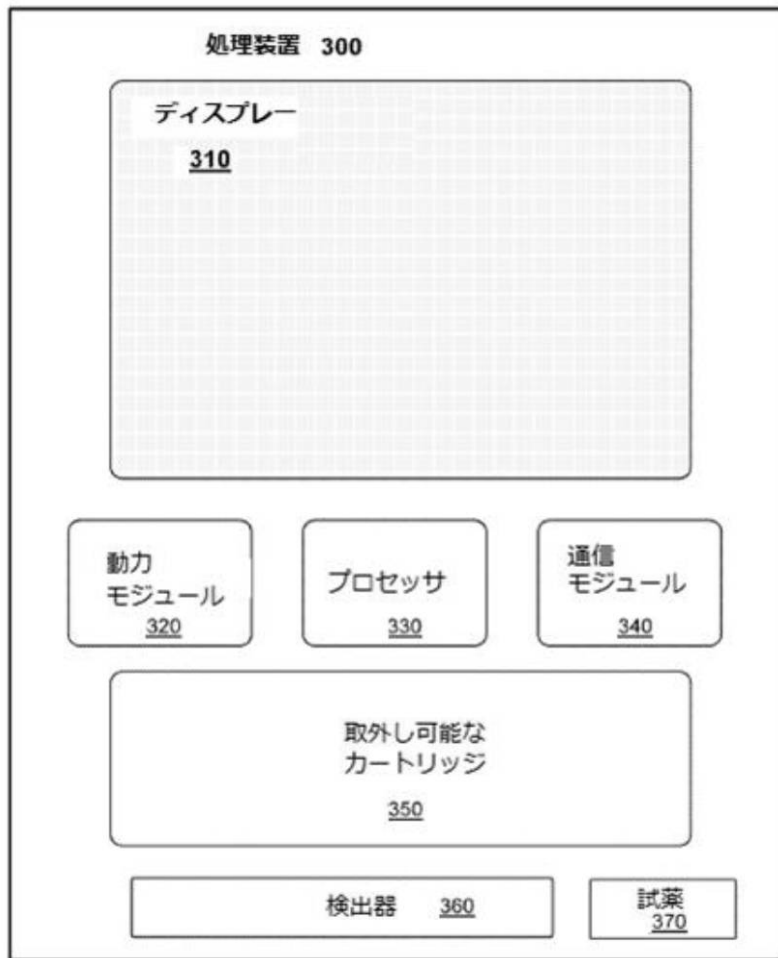 処理装置 300
ディスプレー
310
動力
モジュール
320
プロセッサ
330
通信
モジュール
340
取外し可能な
カートリッジ
350
検出器 360
試薬
370